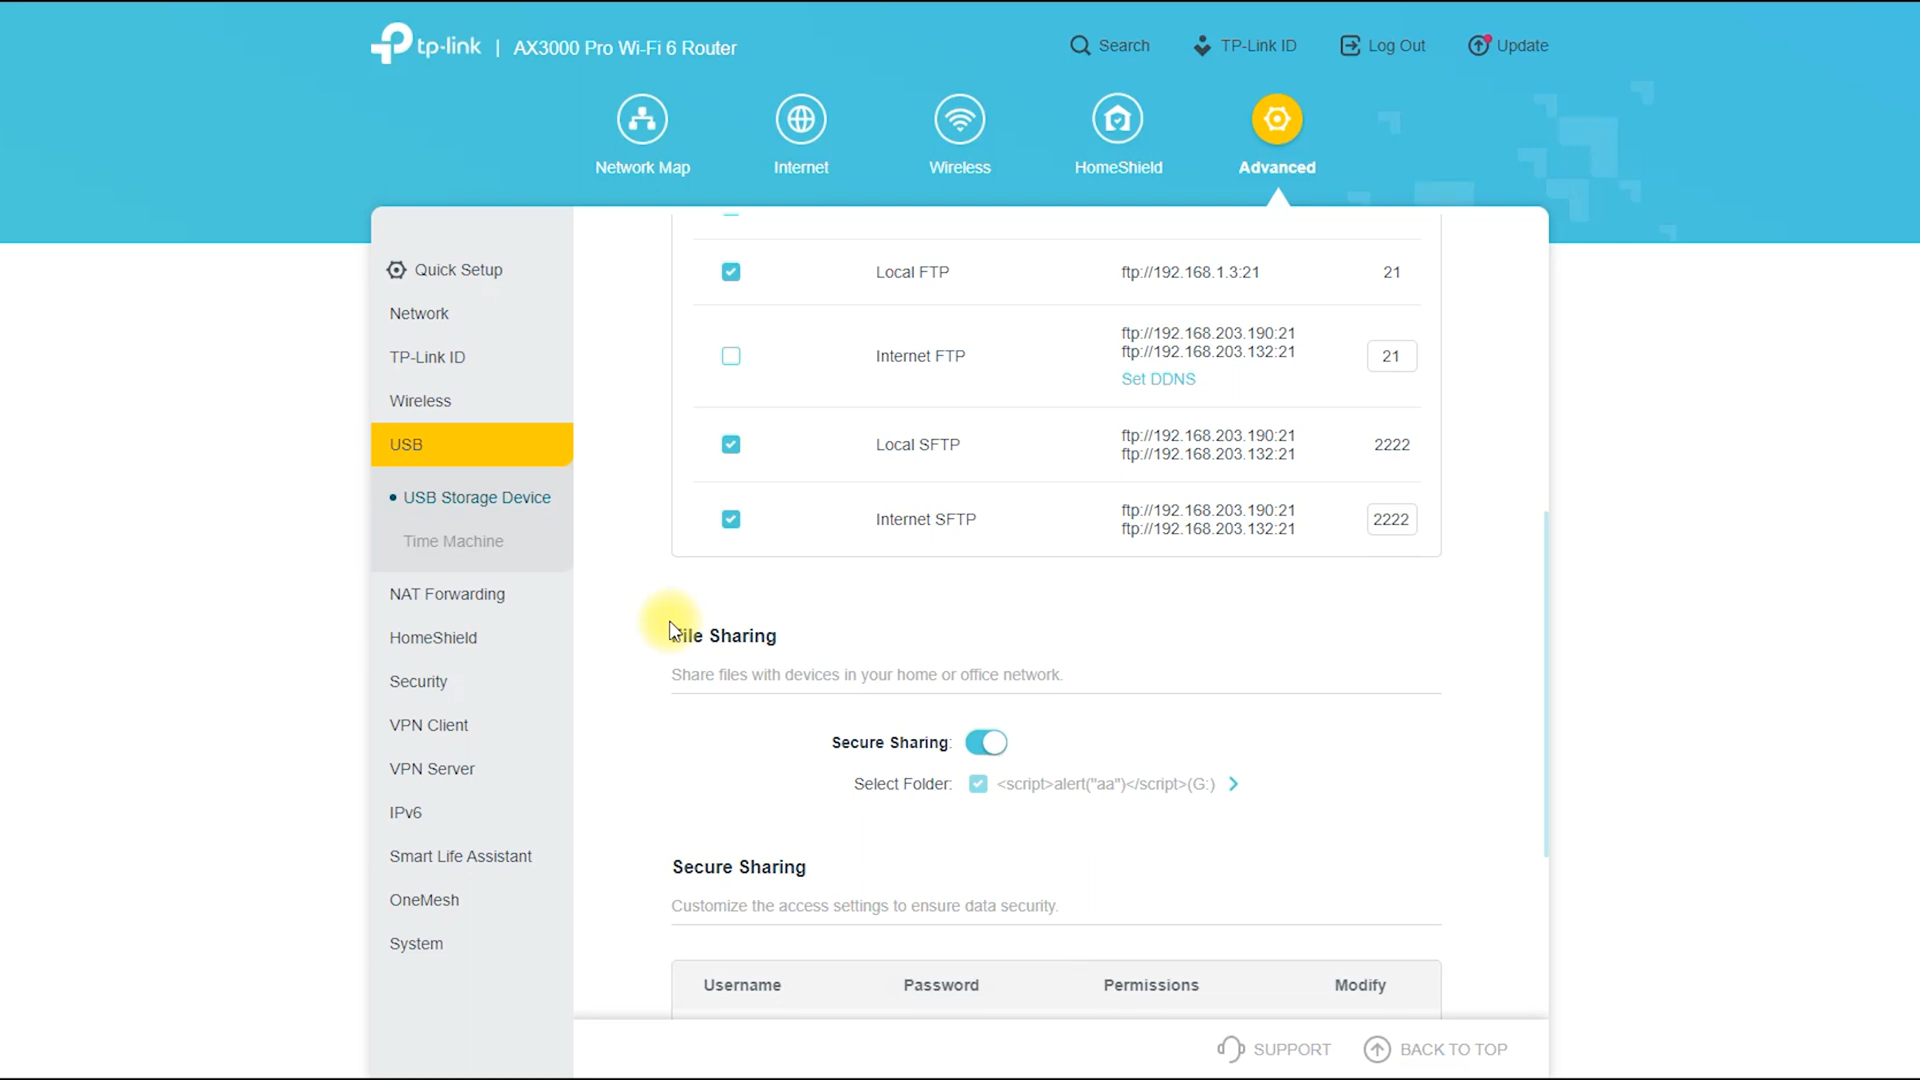 tp-link | AX3000 Pro Wi-Fi 6 Router
Search
TP-Link ID
Log Out
Update
Network Map
Internet
Wireless
HomeShield
Advanced
Quick Setup
Network
TP-Link ID
Wireless
USB
USB Storage Device
Time Machine
NAT Forwarding
HomeShield
Security
VPN Client
VPN Server
IPv6
Smart Life Assistant
OneMesh
System
Local FTP
ftp://192.168.1.3:21
21
Internet FTP
ftp://192.168.203.190:21
ftp://192.168.203.132:21
Set DDNS
21
Local SFTP
ftp://192.168.203.190:21
ftp://192.168.203.132:21
2222
Internet SFTP
ftp://192.168.203.190:21
ftp://192.168.203.132:21
2222
File Sharing
Share files with devices in your home or office network.
Secure Sharing:
Select Folder: <script>alert("aa")</script>(G:)
Secure Sharing
Customize the access settings to ensure data security.
Username Password Permissions Modify
SUPPORT
BACK TO TOP